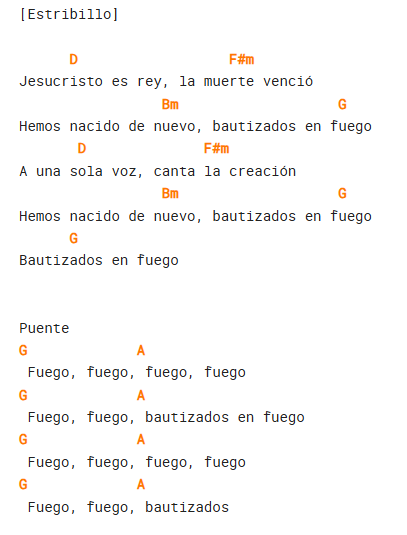 [Estribillo]
      D                  F#m
Jesucristo es rey, la muerte venció
                 Bm                   G
Hemos nacido de nuevo, bautizados en fuego
       D              F#m
A una sola voz, canta la creación
                 Bm                   G
Hemos nacido de nuevo, bautizados en fuego
      G
Bautizados en fuego
Puente
G             A
 Fuego, fuego, fuego, fuego
G             A
 Fuego, fuego, bautizados en fuego
G             A
 Fuego, fuego, fuego, fuego
G             A
 Fuego, fuego, bautizados